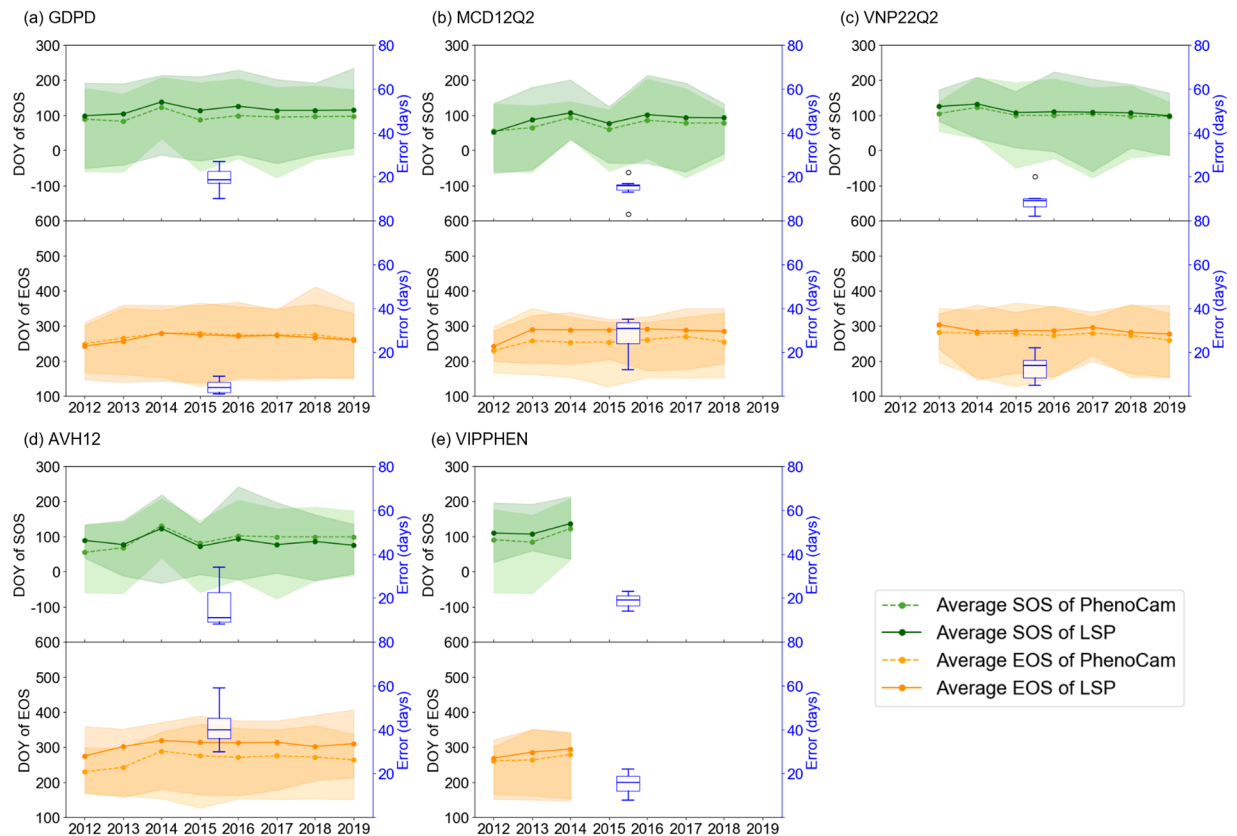 (a) GDPD
(b) MCD12Q2
(c) VNP22Q2
300
200
100
0
-100
600
DOY of SOS
80
60
40
20
80
Error (days)
300
200
100
0
-100
600
DOY of SOS
80
60
40
20
80
Error (days)
300
200
100
0
-100
600
DOY of SOS
80
60
40
20
80
Error (days)
500
400
300
200
100
DOY of EOS
60
40
20
Error (days)
2012 2013 2014 2015 2016 2017 2018 2019
500
400
300
200
100
DOY of EOS
60
40
20
Error (days)
2012 2013 2014 2015 2016 2017 2018 2019
500
400
300
200
100
DOY of EOS
60
40
20
Error (days)
2012 2013 2014 2015 2016 2017 2018 2019
(d) AVH12
(e) VIPPHEN
300
200
100
0
-100
600
DOY of SOS
80
60
40
20
80
Error (days)
300
200
100
0
-100
600
DOY of SOS
80
60
40
20
80
Error (days)
500
400
300
200
100
DOY of EOS
60
40
20
Error (days)
2012 2013 2014 2015 2016 2017 2018 2019
500
400
300
200
100
DOY of EOS
60
40
20
Error (days)
2012 2013 2014 2015 2016 2017 2018 2019
Average SOS of PhenoCam
Average SOS of LSP
Average EOS of PhenoCam
Average EOS of LSP